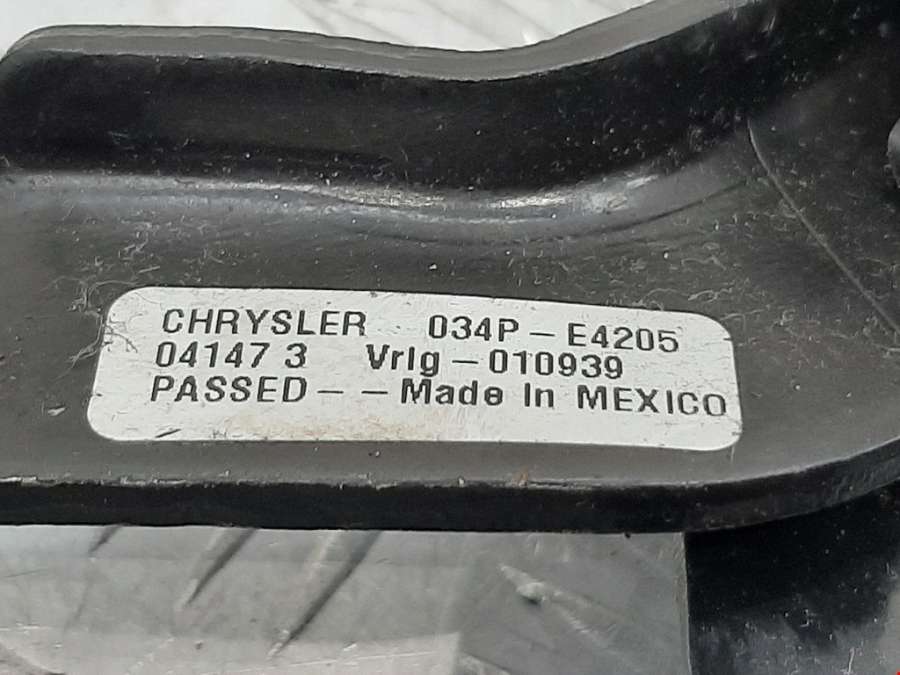 CHRYSLER 034P-E4205
04147 3 Vrlg-010939
PASSED-- Made In MEXICO